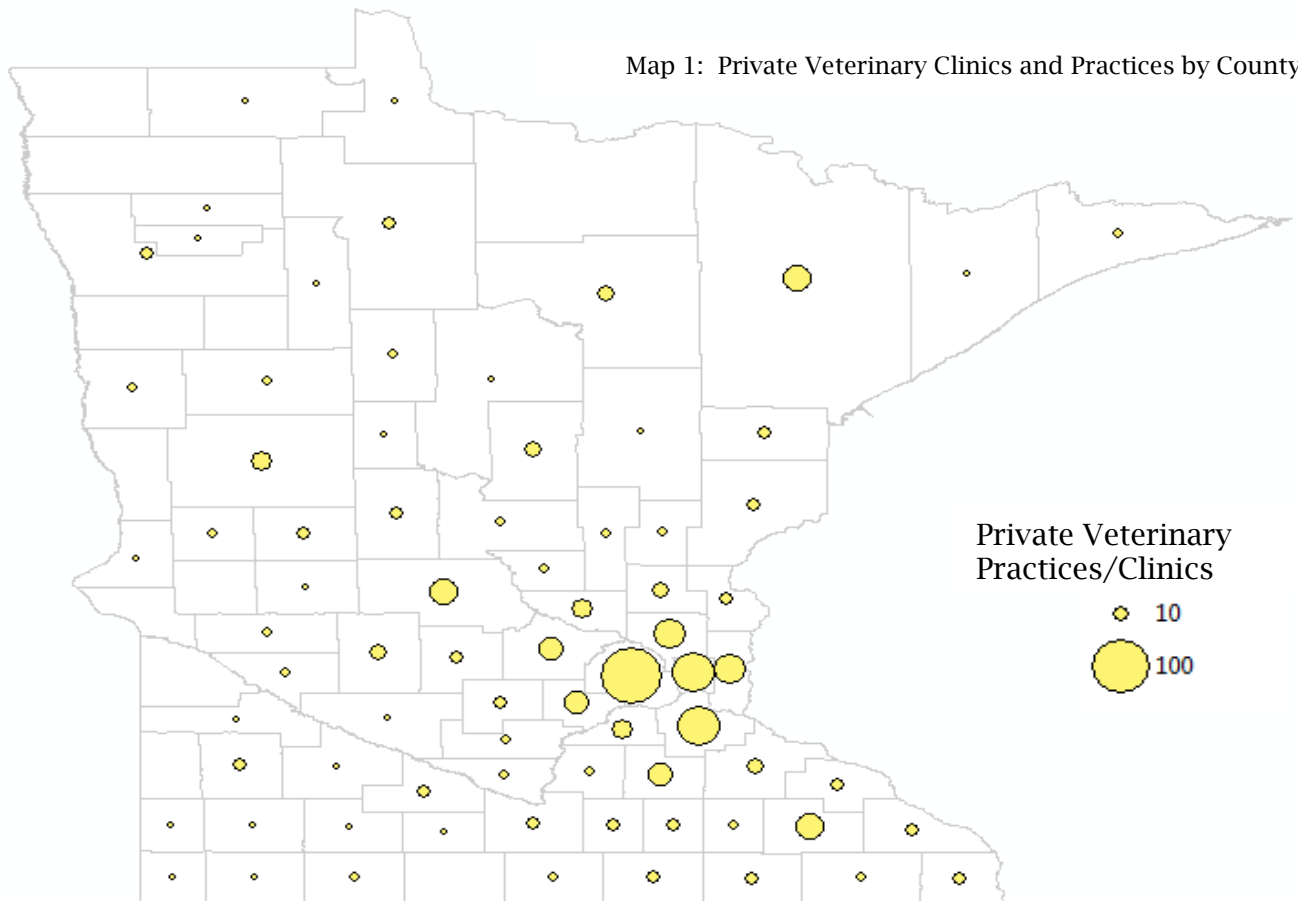 Map 1: Private Veterinary Clinics and Practices by County
Private Veterinary
Practices/Clinics
10
100